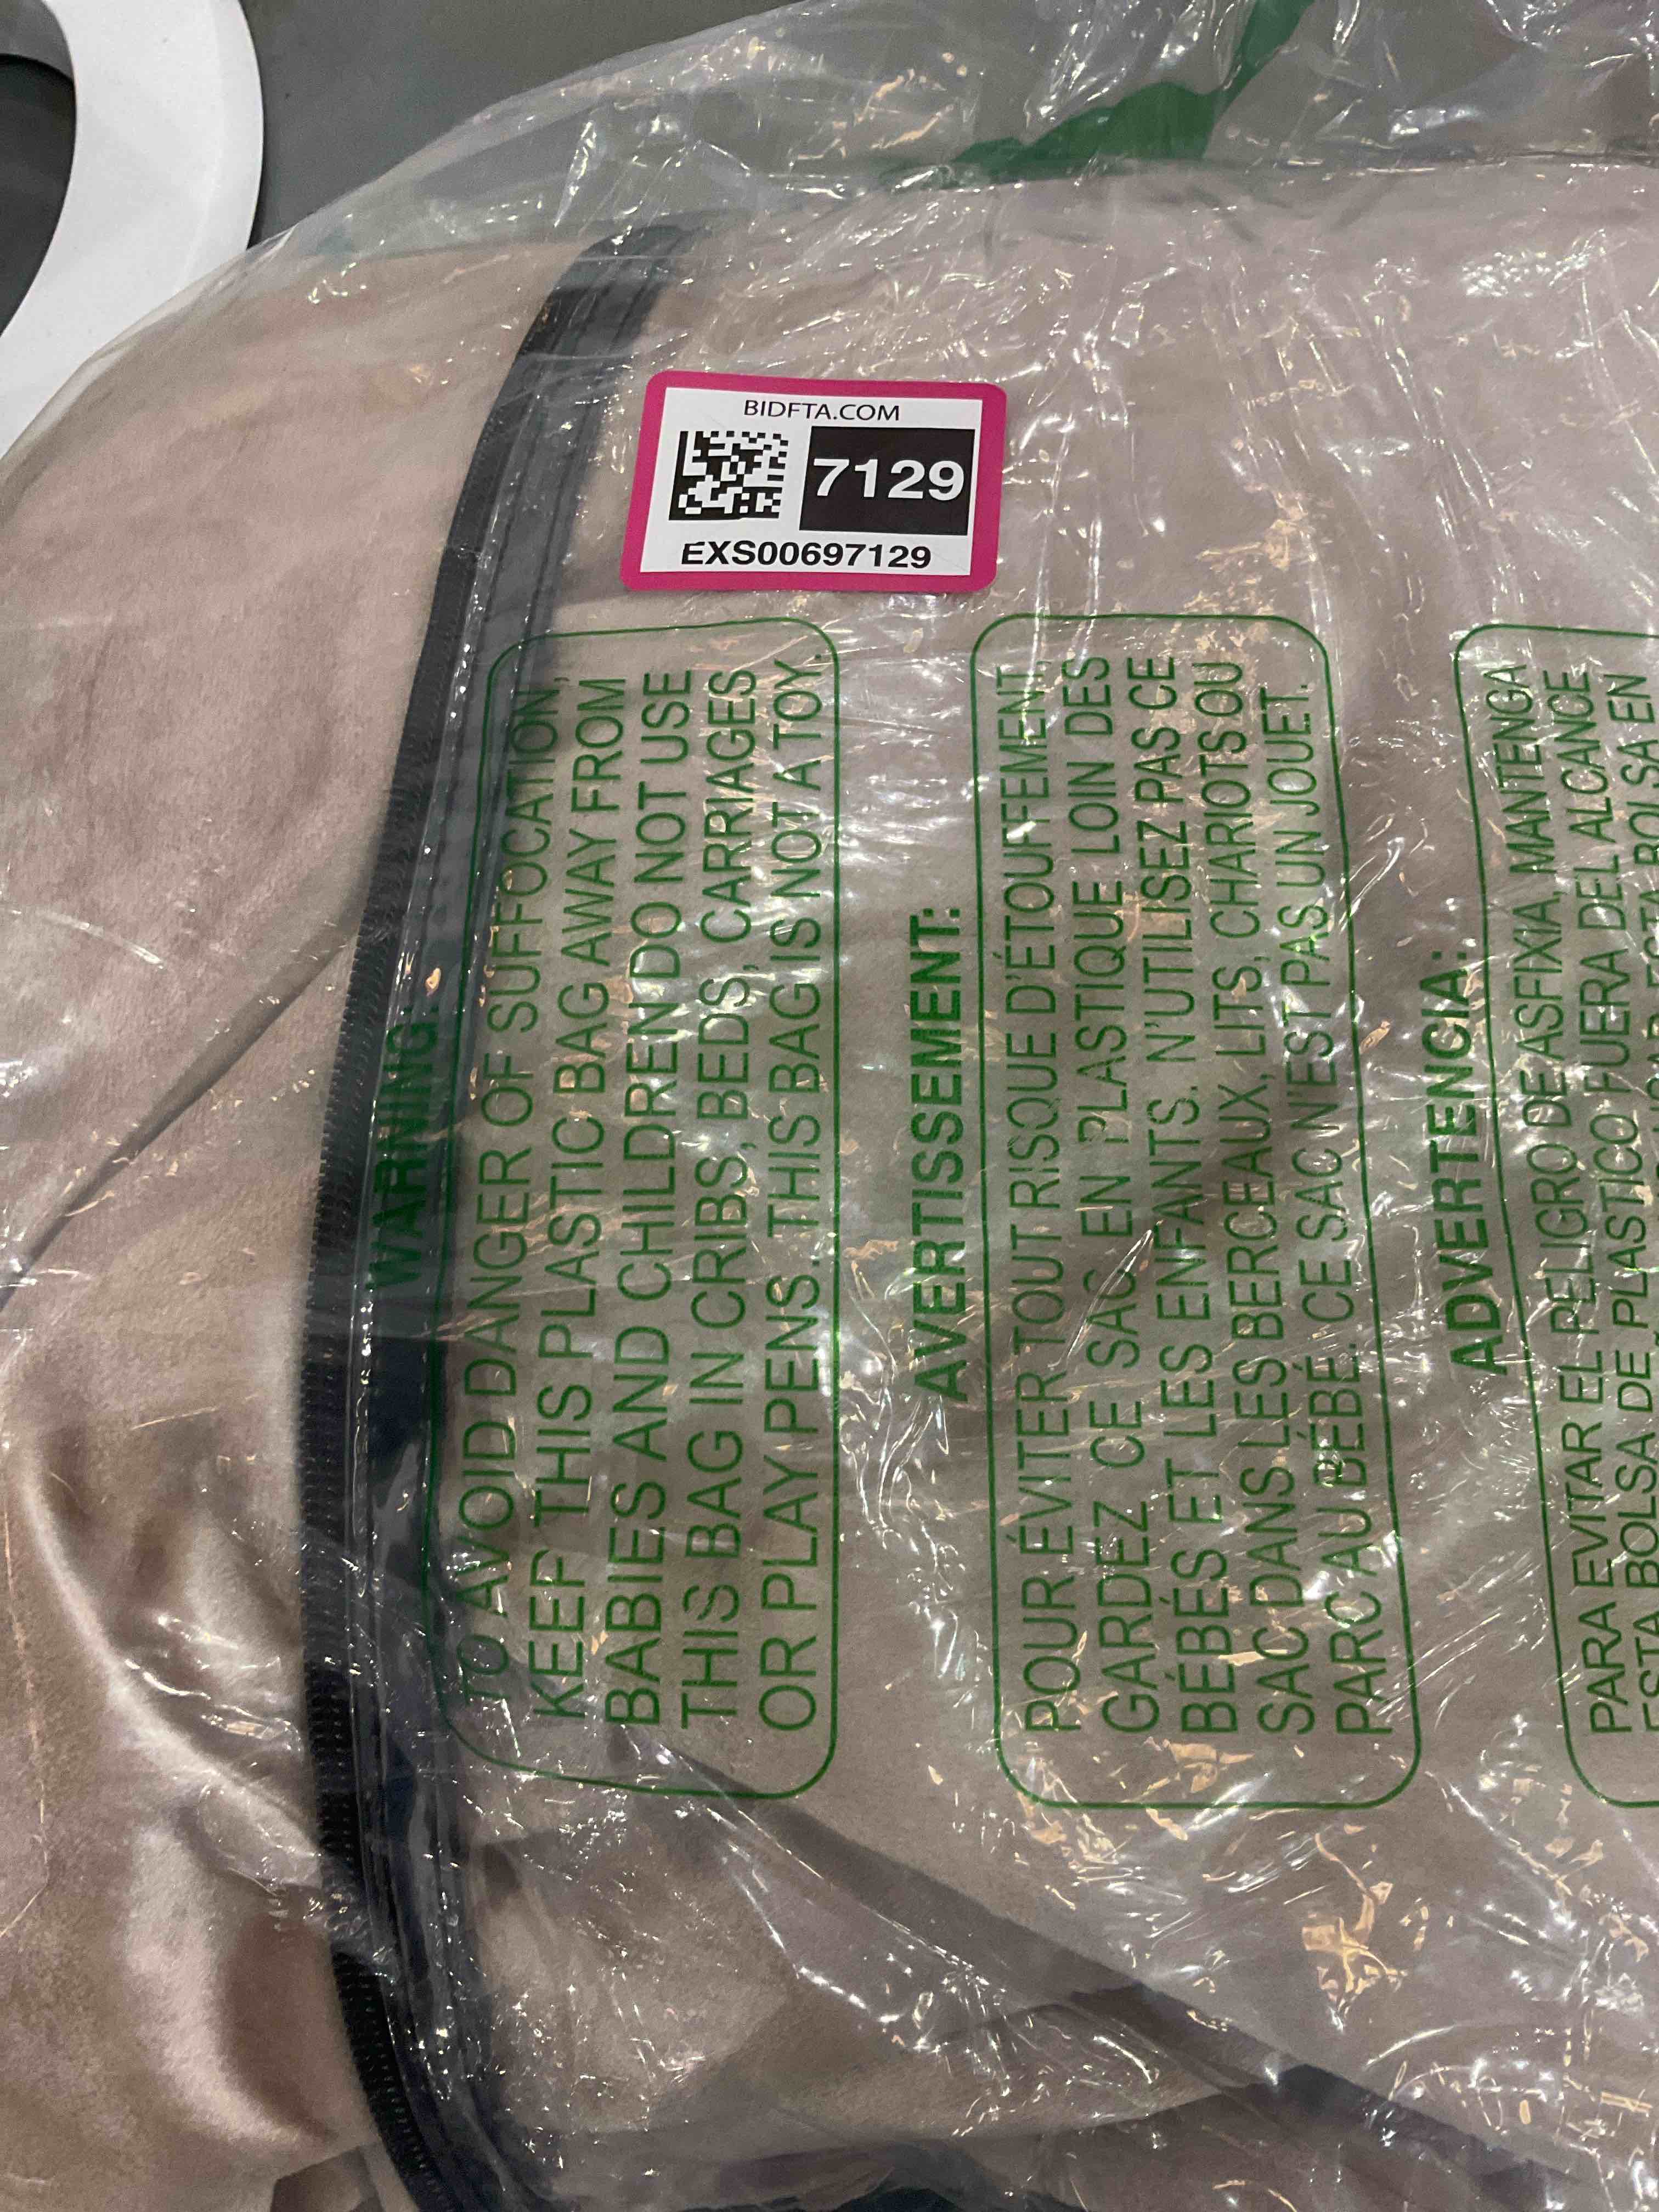 BIDFTA.COM
7129
EXS00697129
WARNING:
TO AVOID DANGER OF SUFFOCATION,
KEEP THIS PLASTIC BAG AWAY FROM
BABIES AND CHILDREN.DO NOT USE
THIS BAG IN CRIBS, BEDS, CARRIAGES
OR PLAY PENS.THIS BAG IS NOT A TOY.
AVERTISSEMENT:
POUR ÉVITER TOUT RISQUE D'ÉTOUFFEMENT,
GARDEZ CE SAC EN PLASTIQUE LOIN DES
BÉBÉS ET LES ENFANTS. N'UTILISEZ PAS CE
SAC DANS LES BERCEAUX, LITS, CHARIOTSOU
PARC AU BÉBÉ. CE SAC N'EST PAS UN JOUET.
ADVERTENCIA:
PARA EVITAR EL PELIGRO DE ASFIXIA, MANTENGA
ESTA BOLSA DE PLASTICO FUERA DEL ALCANCE
ESTA BOLSA EN